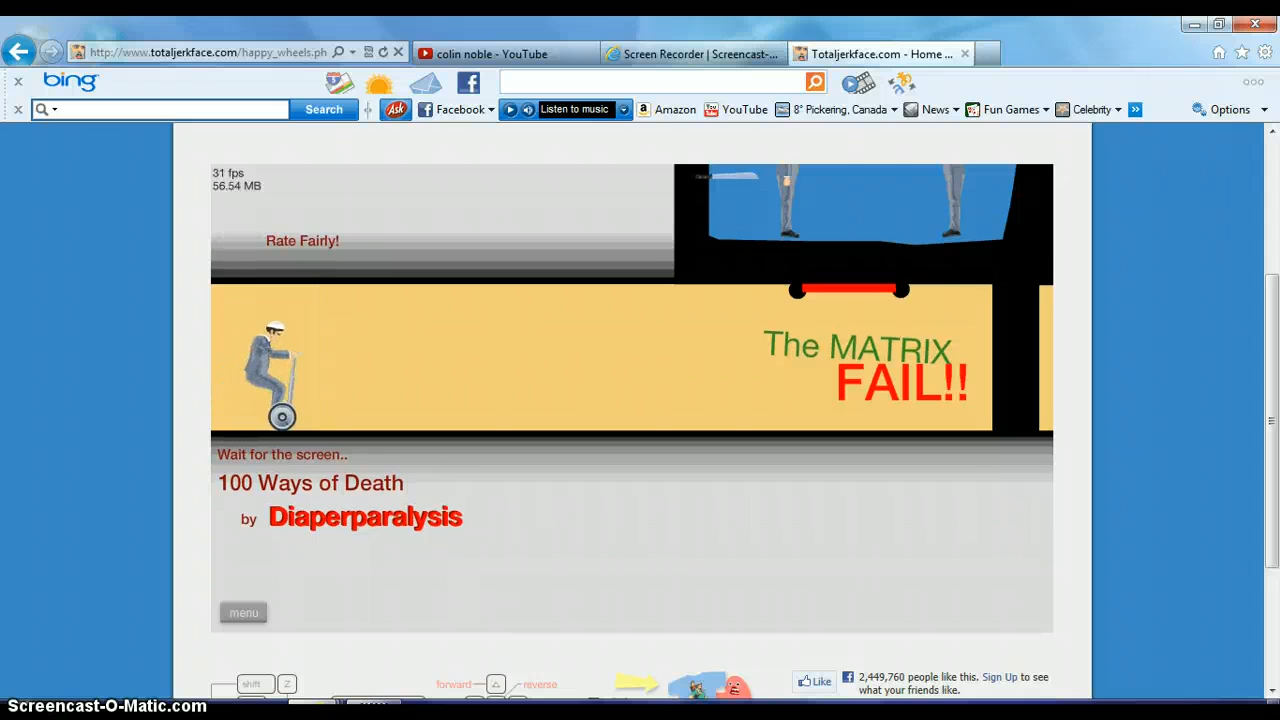 http://www.totaljerkface.com/happy_wheels.ph
colin noble - YouTube
Screen Recorder | Screencast-...
Totaljerkface.com - Home ...
bing
Search
Ask
Facebook
Listen to music
Amazon
YouTube
8° Pickering, Canada
News
Fun Games
Celebrity
Options
31 fps
56.54 MB
Rate Fairly!
The MATRIX
FAIL!!
Wait for the screen..
100 Ways of Death
by Diaperparalysis
menu
shift Z
forward
reverse
Like
2,449,760 people like this. Sign Up to see
what your friends like.
Screencast-O-Matic.com